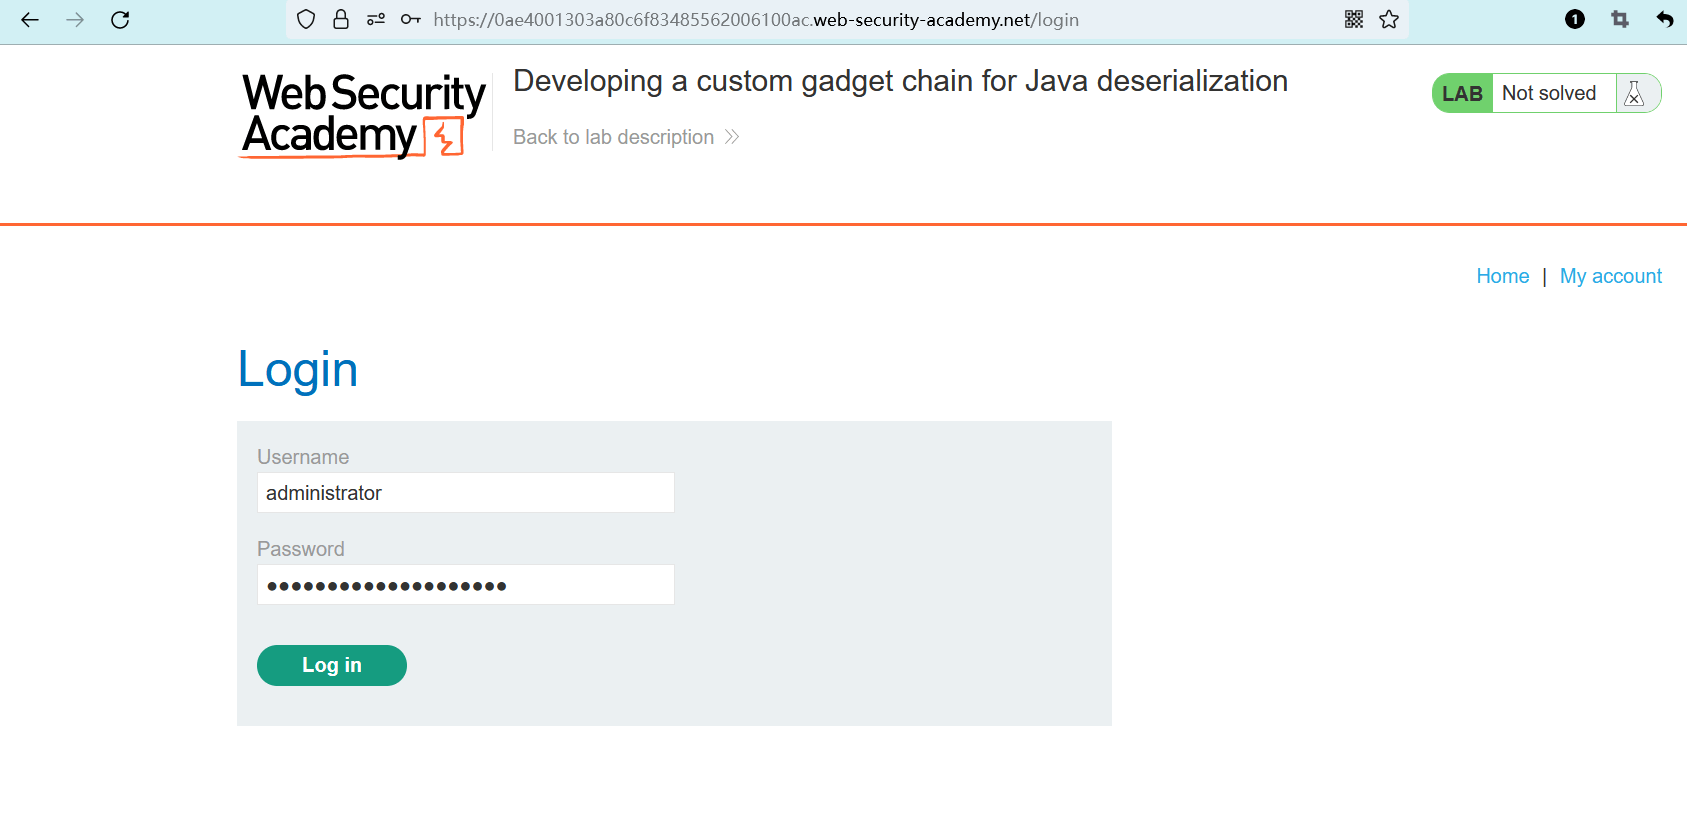 https://0ae4001303a80c6f83485562006100ac.web-security-academy.net/login
1
Web Security
Academy
Developing a custom gadget chain for Java deserialization
Back to lab description
LAB Not solved
Home | My account
Login
Username
administrator
Password
Log in